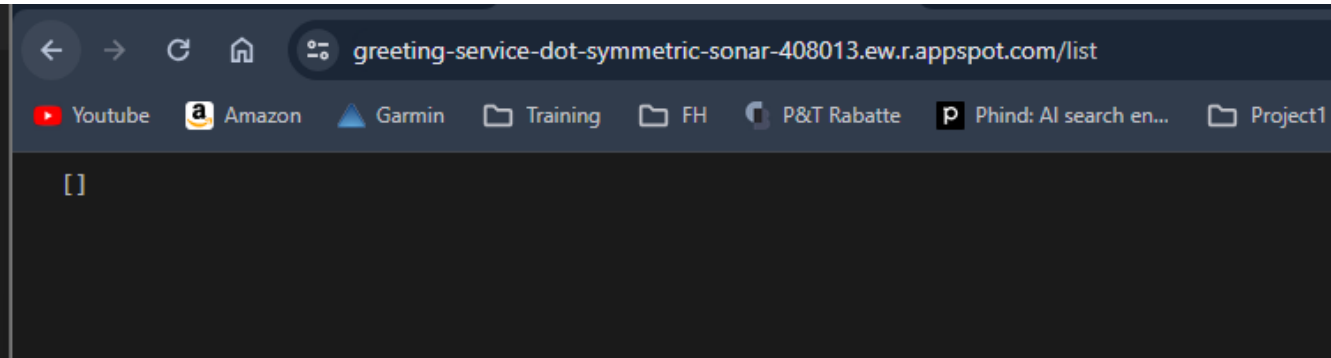 greeting-service-dot-symmetric-sonar-408013.ew.r.appspot.com/list
Youtube Amazon Garmin Training FH P&T Rabatte Phind: AI search en... Project1
[]